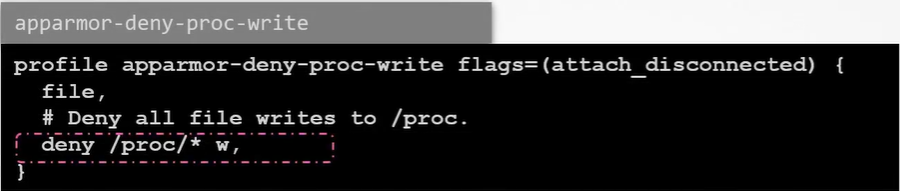 apparmor-deny-proc-write
profile apparmor-deny-proc-write flags=(attach_disconnected) {
  file,
  # Deny all file writes to /proc.
  deny /proc/* w,
}